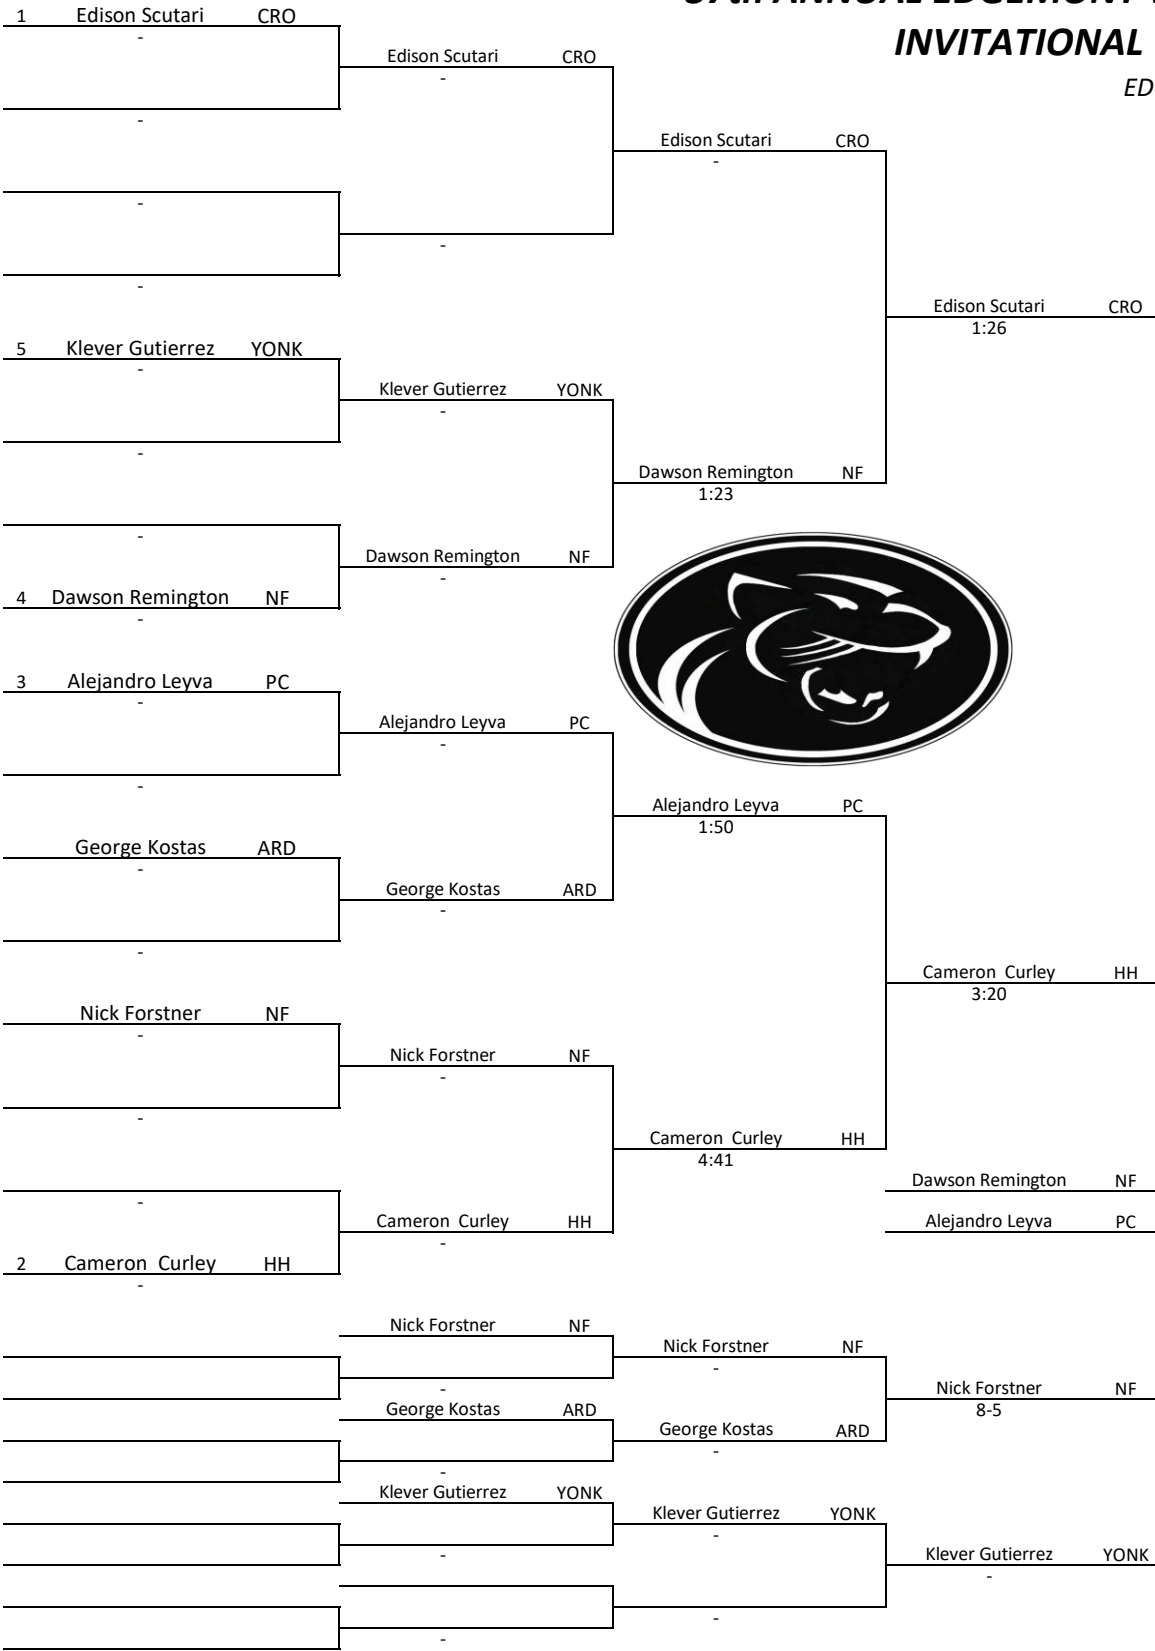 ANNUAL EDGEMONT
INVITATIONAL
ED
1 Edison Scutari CRO
-
Edison Scutari CRO
-
-
Edison Scutari CRO
-
-
-
-
Edison Scutari CRO
1:26
5 Klever Gutierrez YONK
-
Klever Gutierrez YONK
-
-
Dawson Remington NF
1:23
-
Dawson Remington NF
-
4 Dawson Remington NF
-
3 Alejandro Leyva PC
-
Alejandro Leyva PC
-
-
Alejandro Leyva PC
1:50
George Kostas ARD
-
George Kostas ARD
-
-
Cameron Curley HH
3:20
Nick Forstner NF
-
Nick Forstner NF
-
-
Cameron Curley HH
4:41
Dawson Remington NF
-
Cameron Curley HH
-
Alejandro Leyva PC
2 Cameron Curley HH
-
Nick Forstner NF
Nick Forstner NF
-
-
Nick Forstner NF
8-5
George Kostas ARD
George Kostas ARD
-
-
Klever Gutierrez YONK
Klever Gutierrez YONK
-
-
Klever Gutierrez YONK
-
-
-